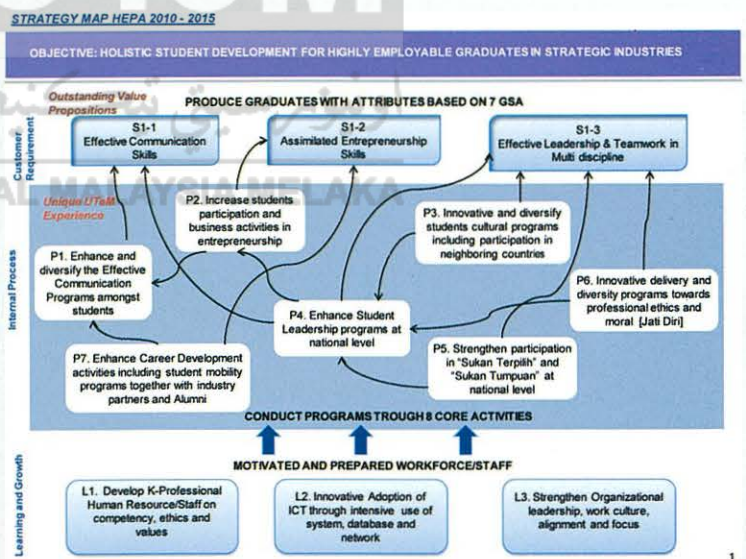 STRATEGY MAP HEPA 2010 - 2015
OBJECTIVE: HOLISTIC STUDENT DEVELOPMENT FOR HIGHLY EMPLOYABLE GRADUATES IN STRATEGIC INDUSTRIES
Outstanding Value
Propositions
PRODUCE GRADUATES WITH ATTRIBUTES BASED ON 7 GSA
Customer
Requirement
S1-1
Effective Communication
Skills
S1-2
Assimilated Entrepreneurship
Skills
S1-3
Effective Leadership & Teamwork in
Multi discipline
AL MALAYSIA MELAKA
Unique UTeM
Experience
Internal Process
P2. Increase students
participation and
business activities in
entrepreneurship
P3. Innovative and diversify
students cultural programs
including participation in
neighboring countries
P1. Enhance and
diversify the Effective
Communication
Programs amongst
students
P4. Enhance Student
Leadership programs at
national level
P6. Innovative delivery and
diversity programs towards
professional ethics and
moral [Jati Diri]
P7. Enhance Career Development
activities including student mobility
programs together with industry
partners and Alumni
P5. Strengthen participation
in "Sukan Terpilih" and
"Sukan Tumpuan" at
national level
CONDUCT PROGRAMS TROUGH 8 CORE ACTIVITIES
MOTIVATED AND PREPARED WORKFORCE/STAFF
Learning and Growth
L1. Develop K-Professional
Human Resource/Staff on
competency, ethics and
values
L2. Innovative Adoption of
ICT through intensive use of
system, database and
network
L3. Strengthen Organizational
leadership, work culture,
alignment and focus
1